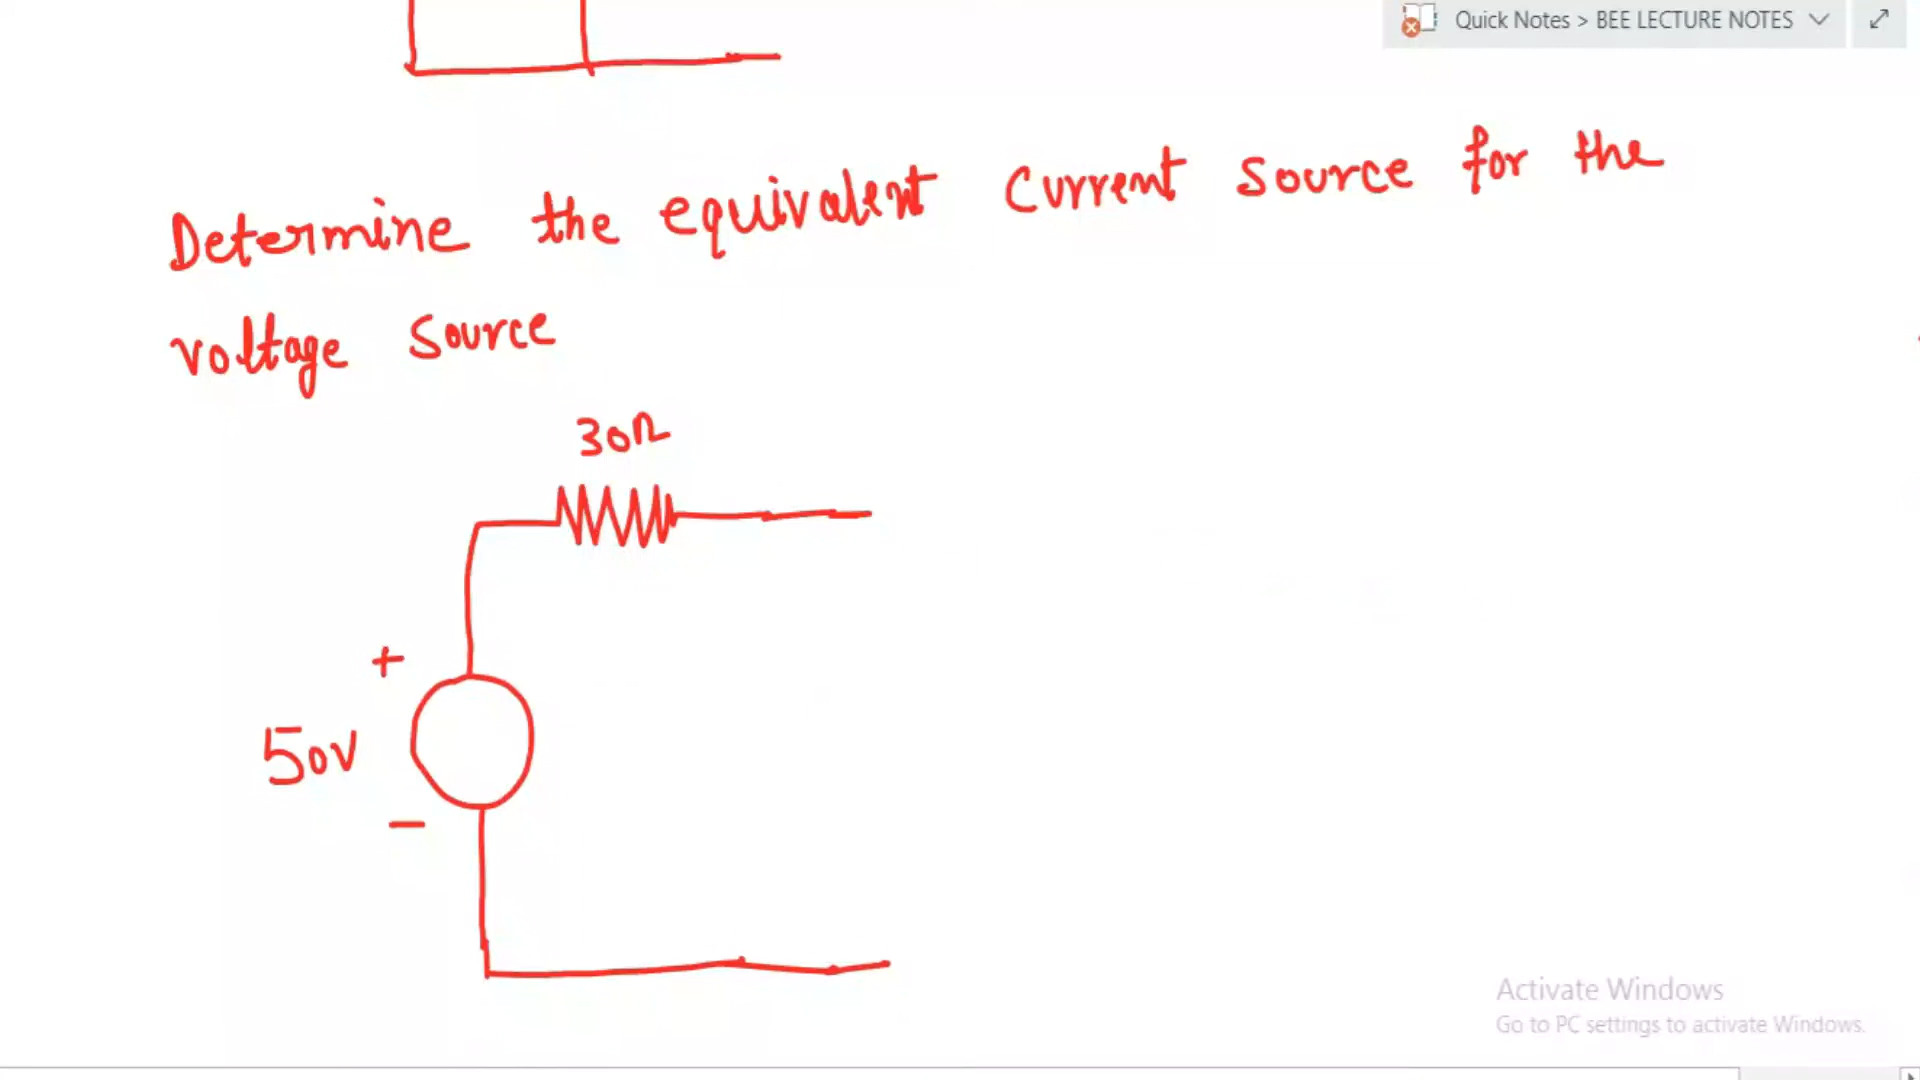 Quick Notes > BEE LECTURE NOTES
Determine the equivalent current source for the
voltage source
30Ω
+
50V
-
Activate Windows
Go to PC settings to activate Windows.